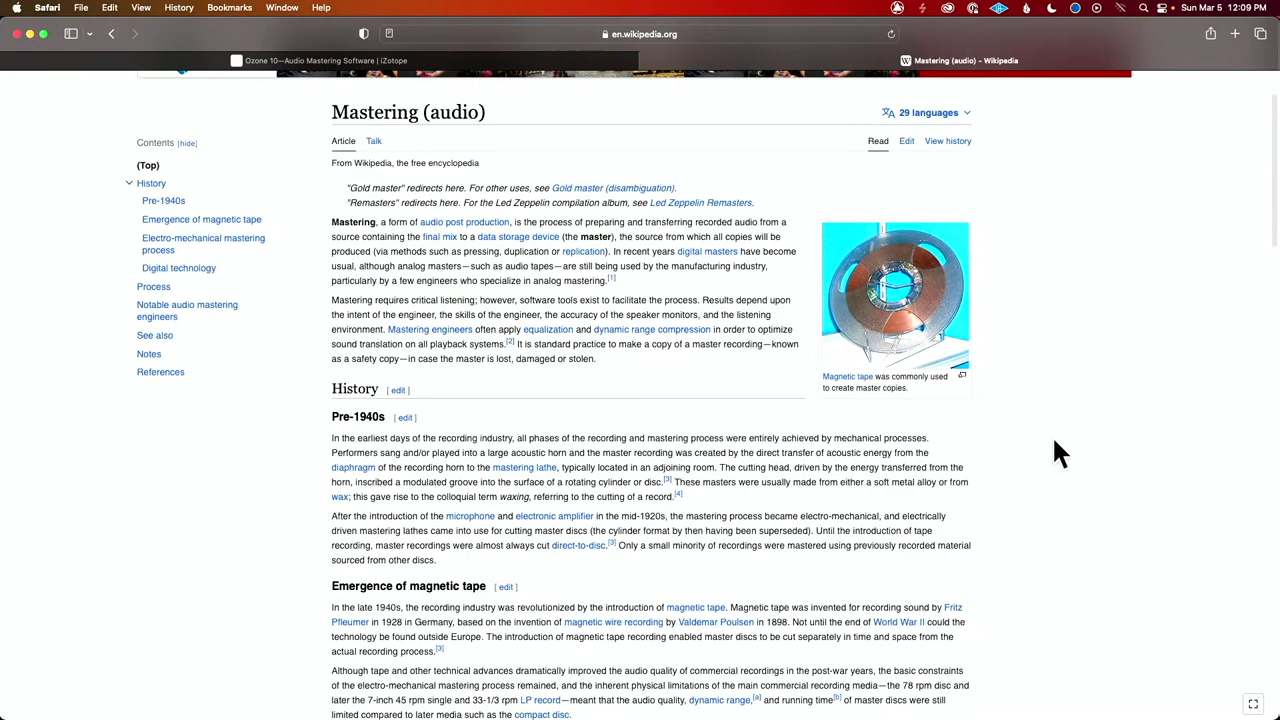 Safari File Edit View History Bookmarks Window Help Sun Mar 5 12:09 PM
en.wikipedia.org
Ozone 10—Audio Mastering Software | iZotope
W Mastering (audio) - Wikipedia
Mastering (audio)
29 languages
Contents [hide]
(Top)
History
Pre-1940s
Emergence of magnetic tape
Electro-mechanical mastering
process
Digital technology
Process
Notable audio mastering
engineers
See also
Notes
References
Article Talk Read Edit View history
From Wikipedia, the free encyclopedia
"Gold master" redirects here. For other uses, see Gold master (disambiguation).
"Remasters" redirects here. For the Led Zeppelin compilation album, see Led Zeppelin Remasters.
Mastering, a form of audio post production, is the process of preparing and transferring recorded audio from a
source containing the final mix to a data storage device (the master), the source from which all copies will be
produced (via methods such as pressing, duplication or replication). In recent years digital masters have become
usual, although analog masters—such as audio tapes—are still being used by the manufacturing industry,
particularly by a few engineers who specialize in analog mastering.[1]
Mastering requires critical listening; however, software tools exist to facilitate the process. Results depend upon
the intent of the engineer, the skills of the engineer, the accuracy of the speaker monitors, and the listening
environment. Mastering engineers often apply equalization and dynamic range compression in order to optimize
sound translation on all playback systems.[2] It is standard practice to make a copy of a master recording—known
as a safety copy—in case the master is lost, damaged or stolen.
Magnetic tape was commonly used
to create master copies.
History [ edit ]
Pre-1940s [ edit ]
In the earliest days of the recording industry, all phases of the recording and mastering process were entirely achieved by mechanical processes.
Performers sang and/or played into a large acoustic horn and the master recording was created by the direct transfer of acoustic energy from the
diaphragm of the recording horn to the mastering lathe, typically located in an adjoining room. The cutting head, driven by the energy transferred from the
horn, inscribed a modulated groove into the surface of a rotating cylinder or disc.[3] These masters were usually made from either a soft metal alloy or from
wax; this gave rise to the colloquial term waxing, referring to the cutting of a record.[4]
After the introduction of the microphone and electronic amplifier in the mid-1920s, the mastering process became electro-mechanical, and electrically
driven mastering lathes came into use for cutting master discs (the cylinder format by then having been superseded). Until the introduction of tape
recording, master recordings were almost always cut direct-to-disc.[3] Only a small minority of recordings were mastered using previously recorded material
sourced from other discs.
Emergence of magnetic tape [ edit ]
In the late 1940s, the recording industry was revolutionized by the introduction of magnetic tape. Magnetic tape was invented for recording sound by Fritz
Pfleumer in 1928 in Germany, based on the invention of magnetic wire recording by Valdemar Poulsen in 1898. Not until the end of World War II could the
technology be found outside Europe. The introduction of magnetic tape recording enabled master discs to be cut separately in time and space from the
actual recording process.[3]
Although tape and other technical advances dramatically improved the audio quality of commercial recordings in the post-war years, the basic constraints
of the electro-mechanical mastering process remained, and the inherent physical limitations of the main commercial recording media—the 78 rpm disc and
later the 7-inch 45 rpm single and 33-1/3 rpm LP record—meant that the audio quality, dynamic range,[a] and running time[b] of master discs were still
limited compared to later media such as the compact disc.